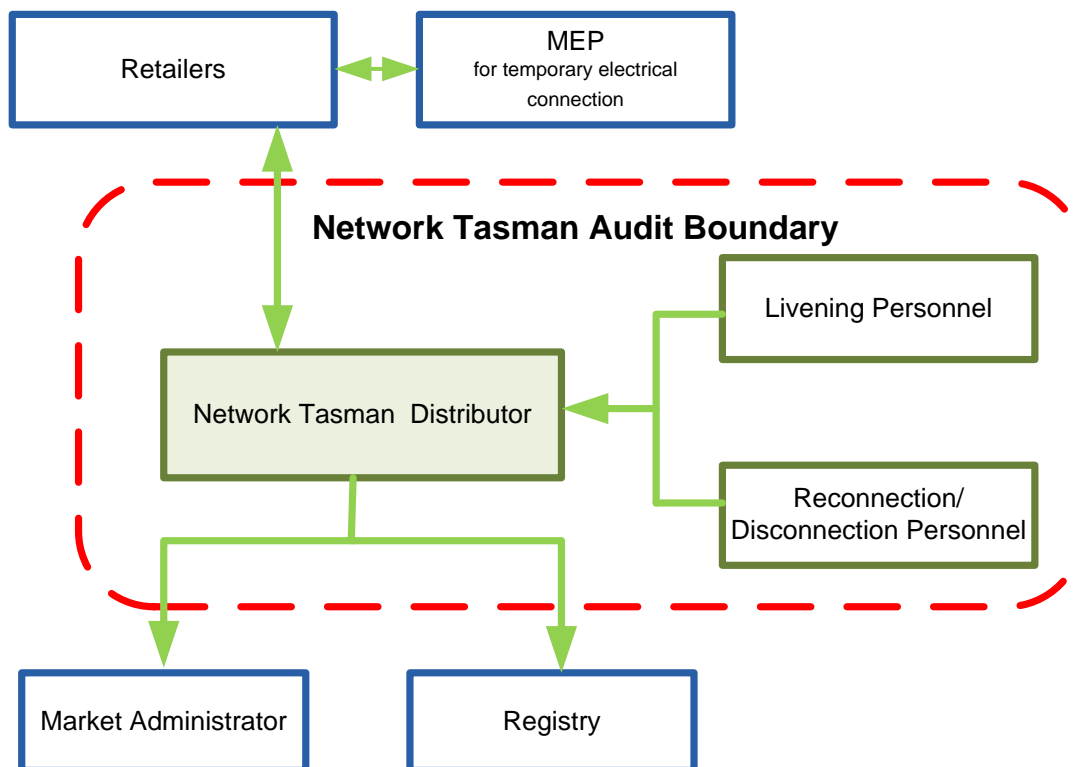 Retailers
MEP
for temporary electrical
connection
Network Tasman Audit Boundary
Livening Personnel
Network Tasman Distributor
Reconnection/
Disconnection Personnel
Market Administrator
Registry